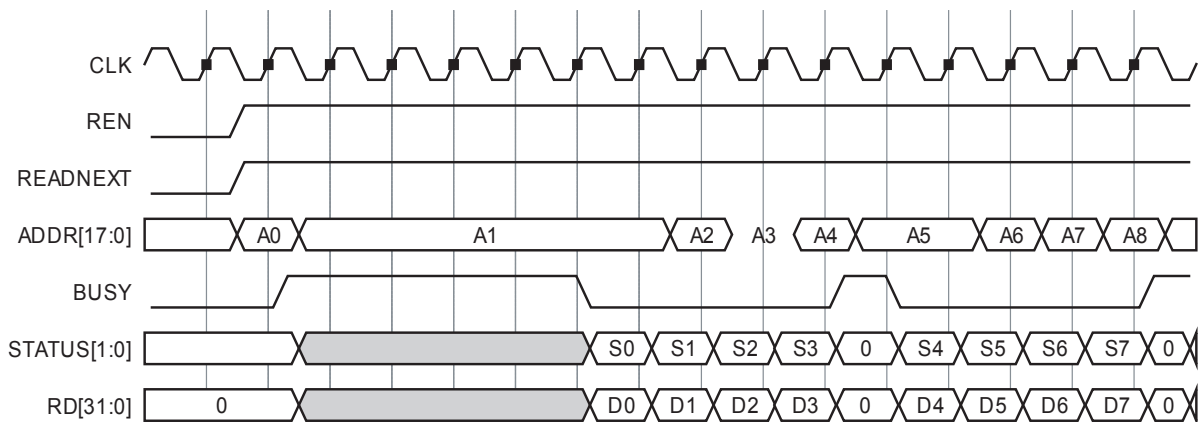 CLK
REN
READNEXT
ADDR[17:0] A0 A1 A2 A3 A4 A5 A6 A7 A8
BUSY
STATUS[1:0] S0 S1 S2 S3 0 S4 S5 S6 S7 0
RD[31:0] 0 D0 D1 D2 D3 0 D4 D5 D6 D7 0